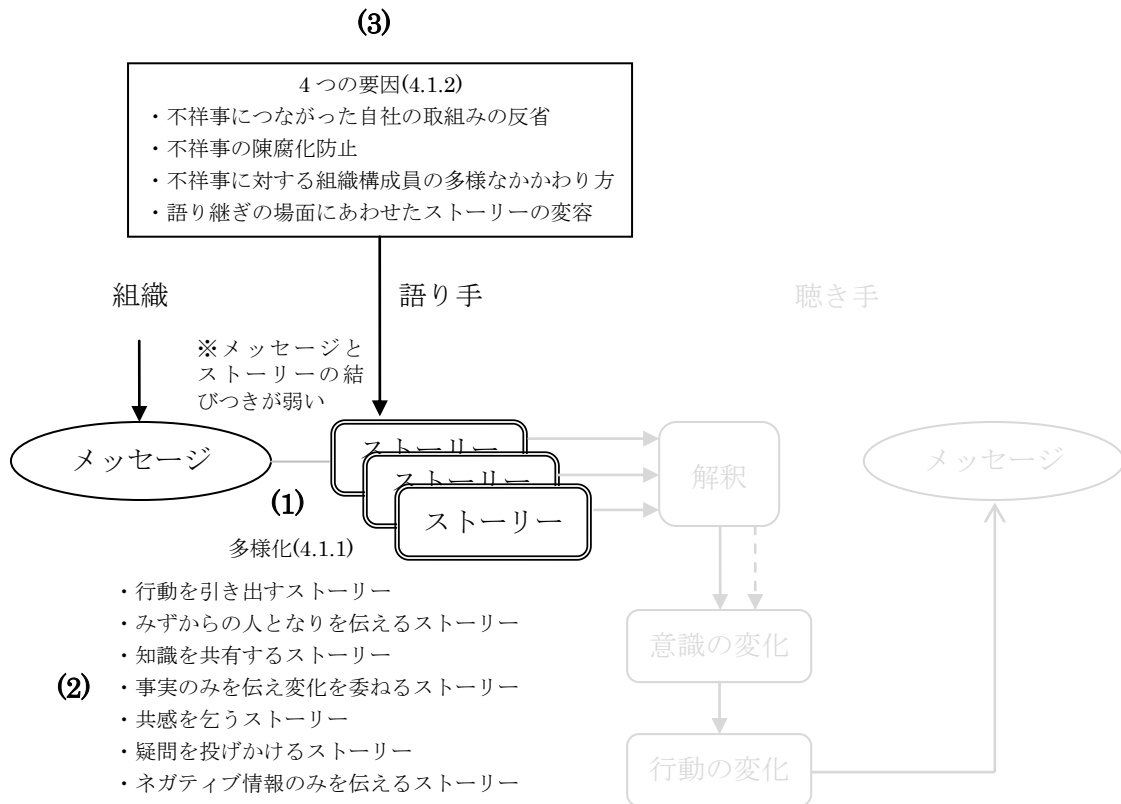 (3)
4つの要因(4.1.2)
・不祥事につながった自社の取組みの反省
・不祥事の陳腐化防止
・不祥事に対する組織構成員の多様なかかわり方
・語り継ぎの場面にあわせたストーリーの変容
組織
語り手
聴き手
※メッセージと
ストーリーの結
びつきが弱い
メッセージ
ストーリー
ストーリー
ストーリー
解釈
メッセージ
(1)
多様化(4.1.1)
・行動を引き出すストーリー
・みずからの人となりを伝えるストーリー
・知識を共有するストーリー
(2)
・事実のみを伝え変化を委ねるストーリー
・共感を乞うストーリー
・疑問を投げかけるストーリー
・ネガティブ情報のみを伝えるストーリー
意識の変化
行動の変化